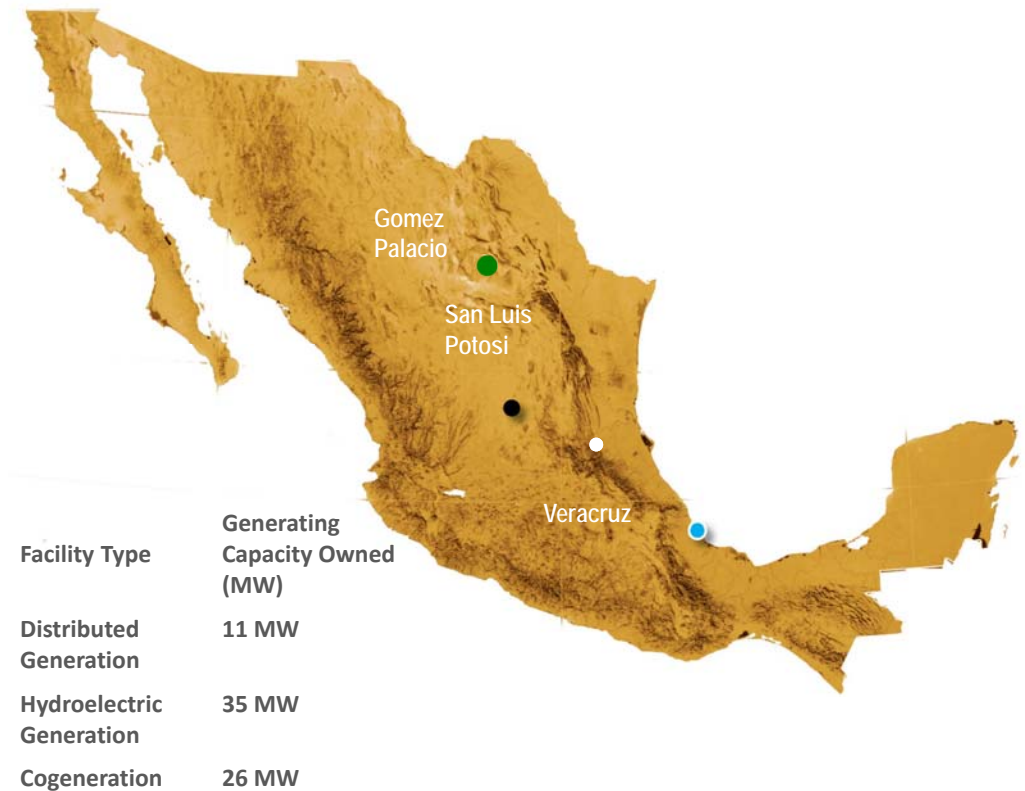 Gomez
Palacio
San Luis
Potosi
Veracruz
Facility Type
Generating
Capacity Owned
(MW)
Distributed
Generation
11 MW
Hydroelectric
Generation
35 MW
Cogeneration
26 MW